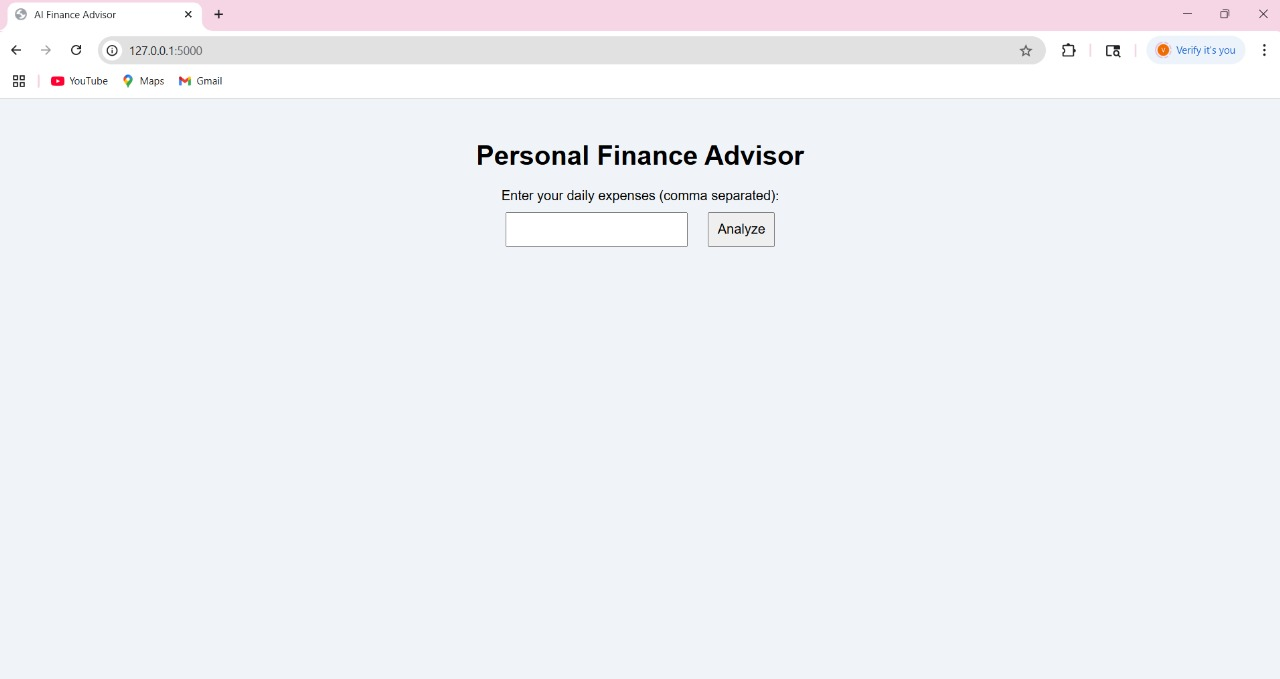 AI Finance Advisor
127.0.0.1:5000
V Verify it's you
YouTube Maps Gmail
Personal Finance Advisor
Enter your daily expenses (comma separated):
Analyze